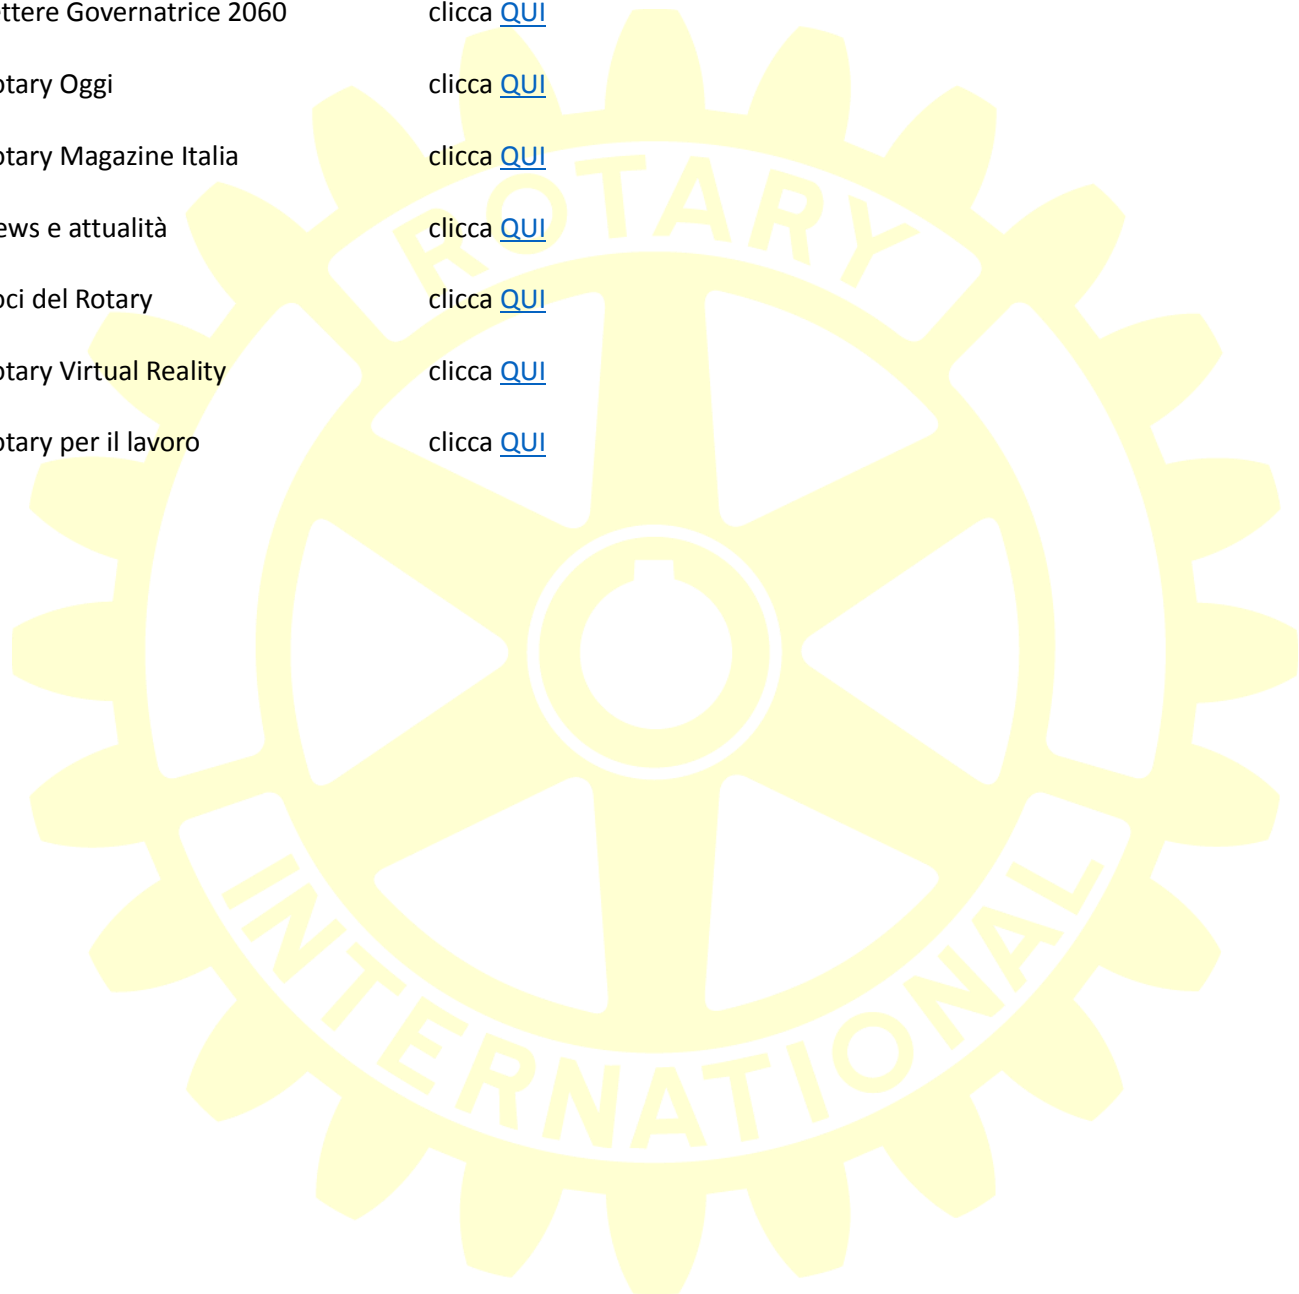 ettere Governatrice 2060 clicca QUI
otary Oggi clicca QUI
otary Magazine Italia clicca QUI
ews e attualità clicca QUI
oci del Rotary clicca QUI
otary Virtual Reality clicca QUI
otary per il lavoro clicca QUI
ROTARY
INTERNATIONAL